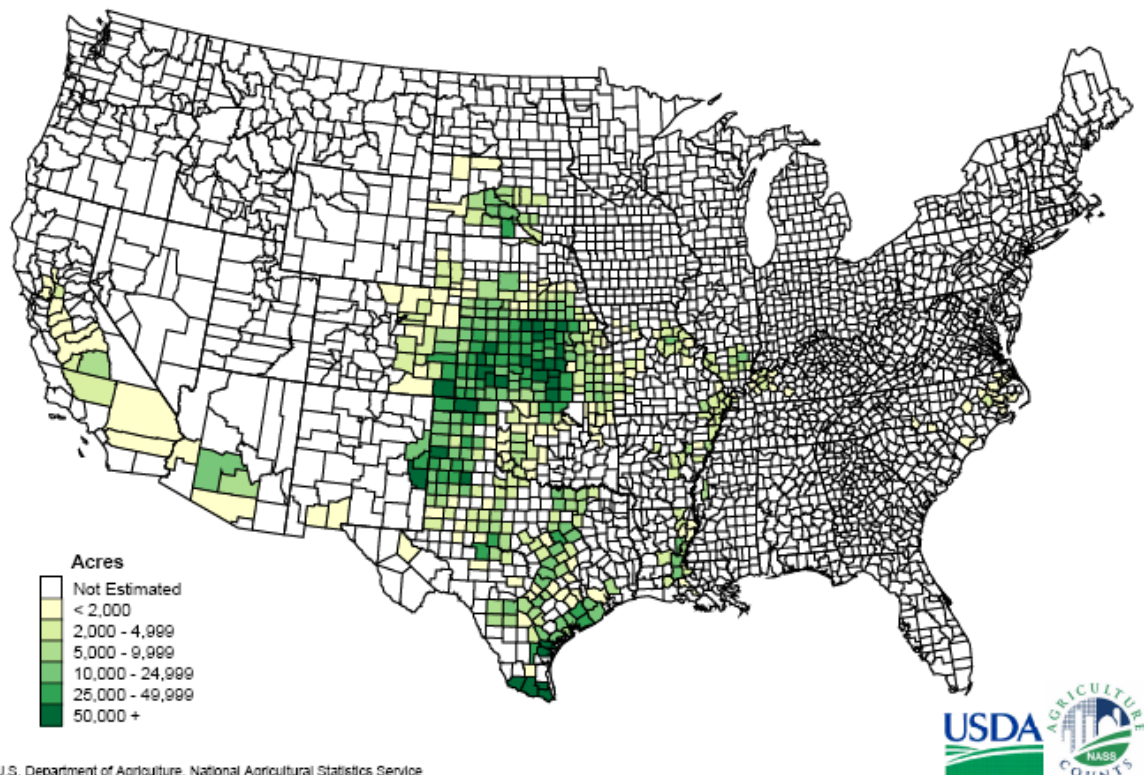 Acres
Not Estimated
< 2,000
2,000 - 4,999
5,000 - 9,999
10,000 - 24,999
25,000 - 49,999
50,000 +
U.S. Department of Agriculture, National Agricultural Statistics Service
USDA
AGRICULTURE
NASS
COUNTS